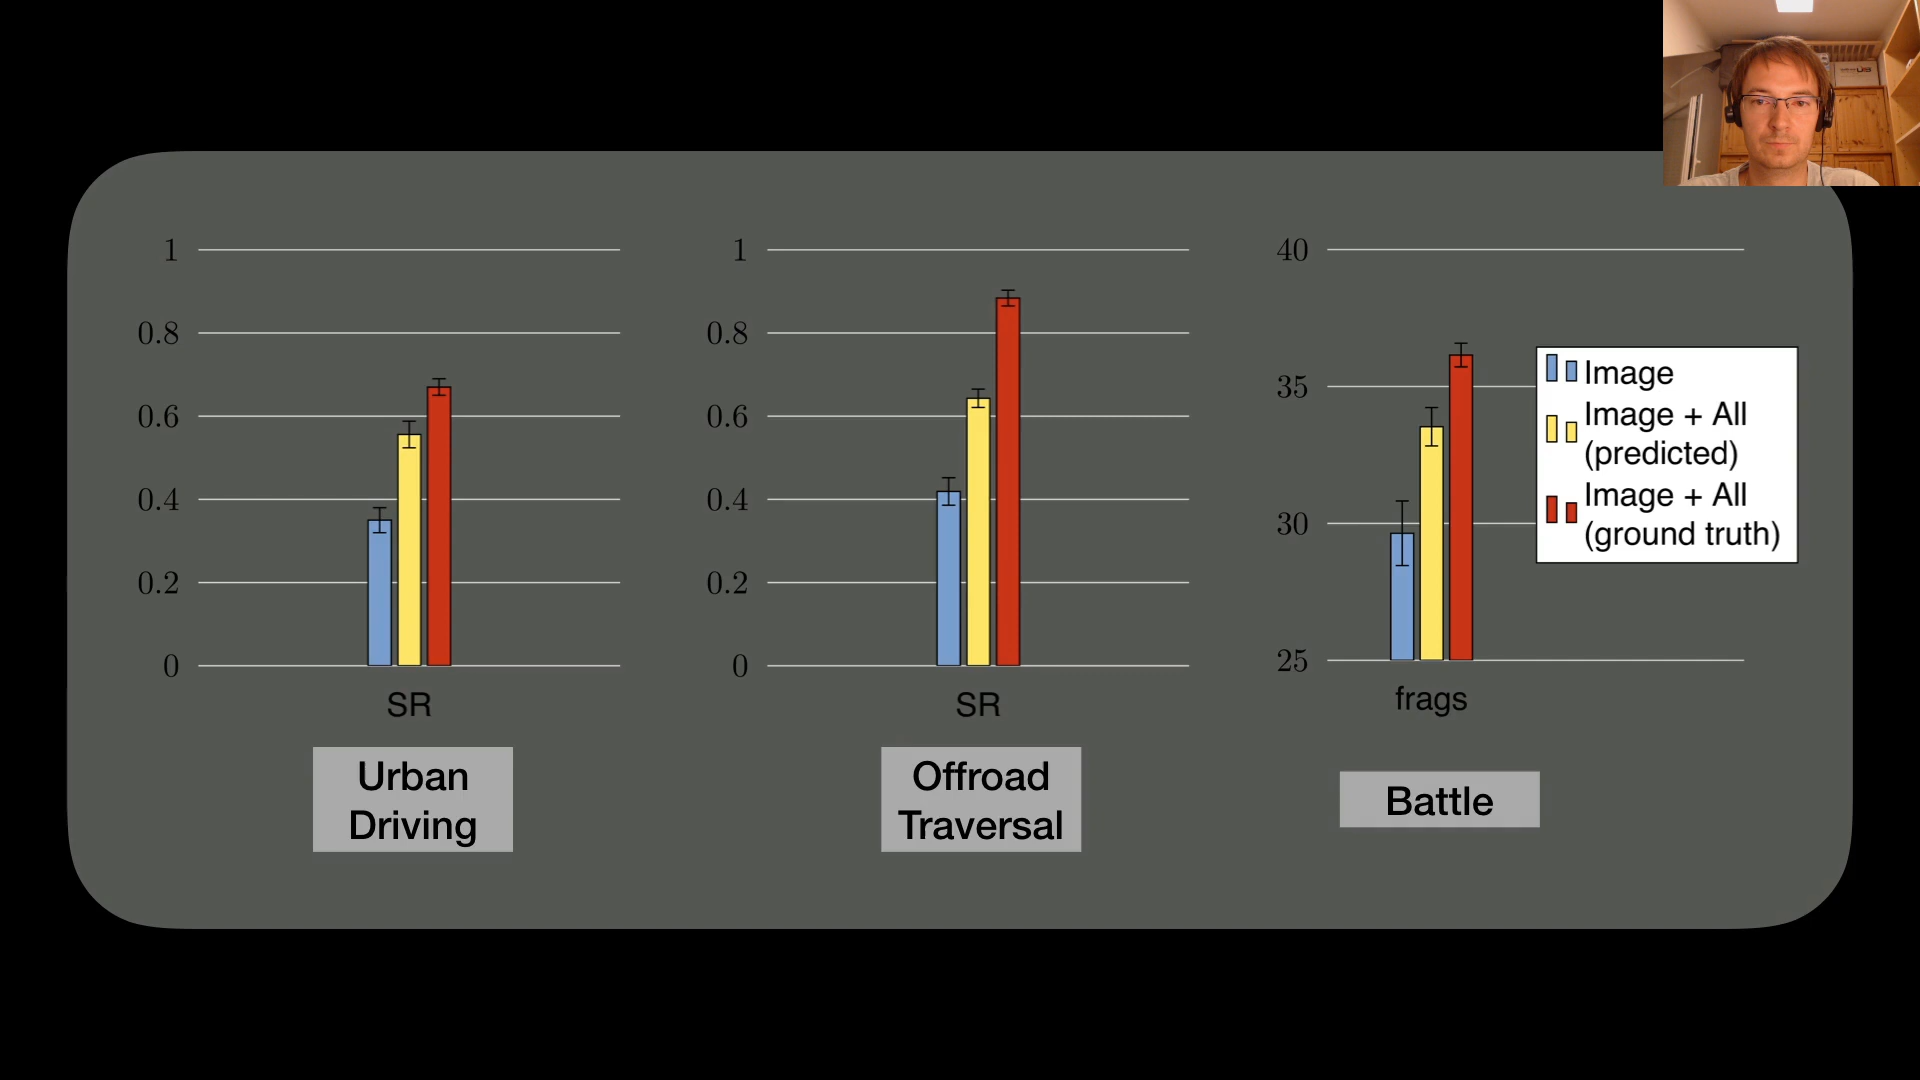 1
0.8
0.6
0.4
0.2
0
SR
Urban
Driving
1
0.8
0.6
0.4
0.2
0
SR
Offroad
Traversal
40
35
30
25
frags
Battle
Image
Image + All
(predicted)
Image + All
(ground truth)